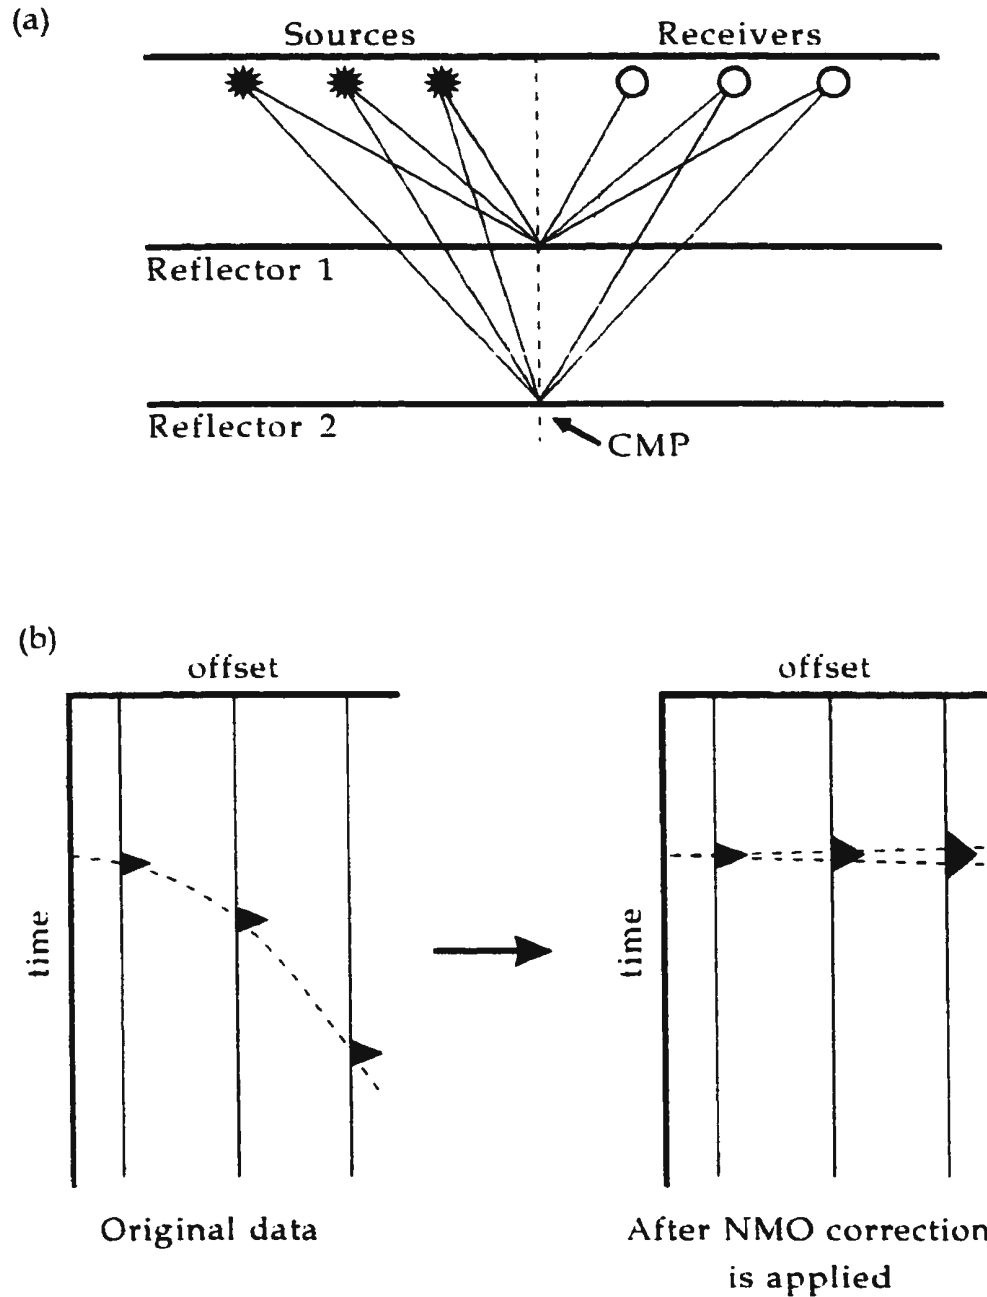 (a)
Sources
Receivers
Reflector 1
Reflector 2
CMP
(b)
offset
offset
time
time
Original data
After NMO correction
is applied